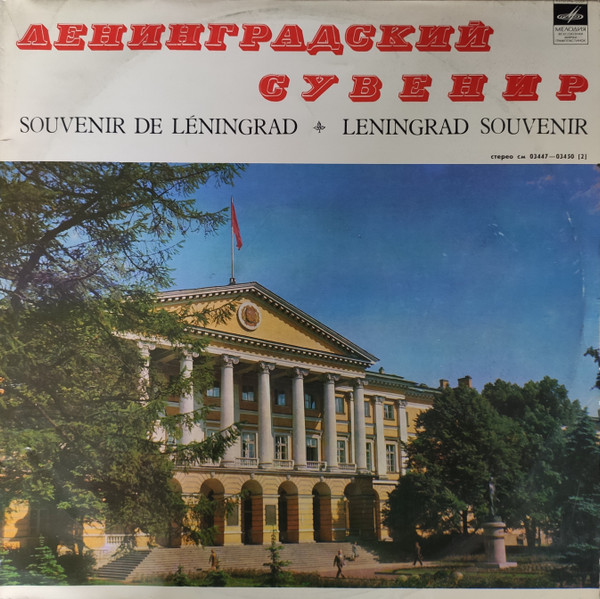 ЛЕНИНГРАДСКИЙ
СУВЕНИР
МЕЛОДИЯ
SOUVENIR DE LÉNINGRAD LENINGRAD SOUVENIR
стерео см 03447—03450 [2]